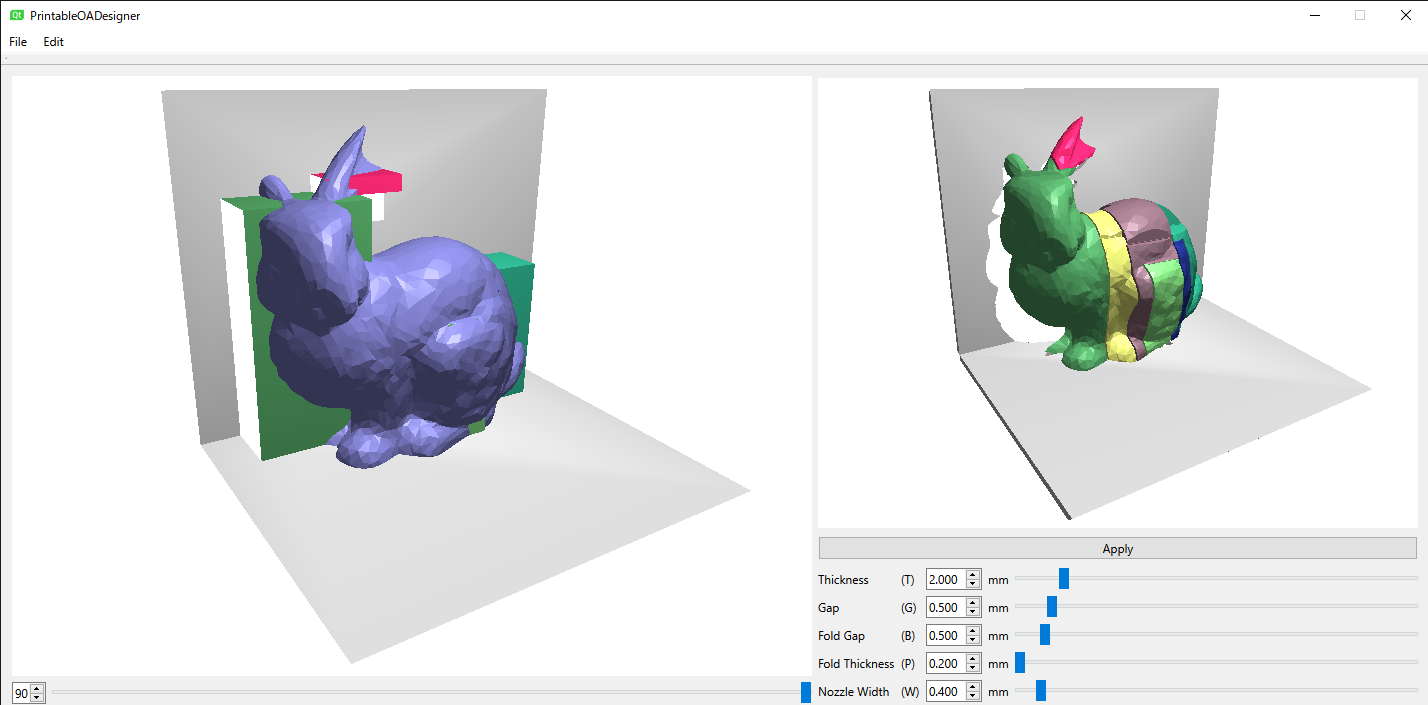 Qt PrintableOADesigner
File Edit
Apply
Thickness (T) 2.000 mm
Gap (G) 0.500 mm
Fold Gap (B) 0.500 mm
Fold Thickness (P) 0.200 mm
90 Nozzle Width (W) 0.400 mm